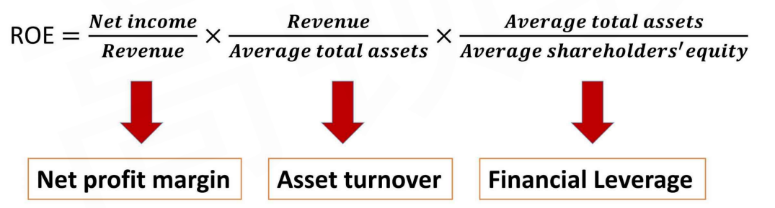 ROE = Net income / Revenue × Revenue / Average total assets × Average total assets / Average shareholders' equity
Net profit margin
Asset turnover
Financial Leverage